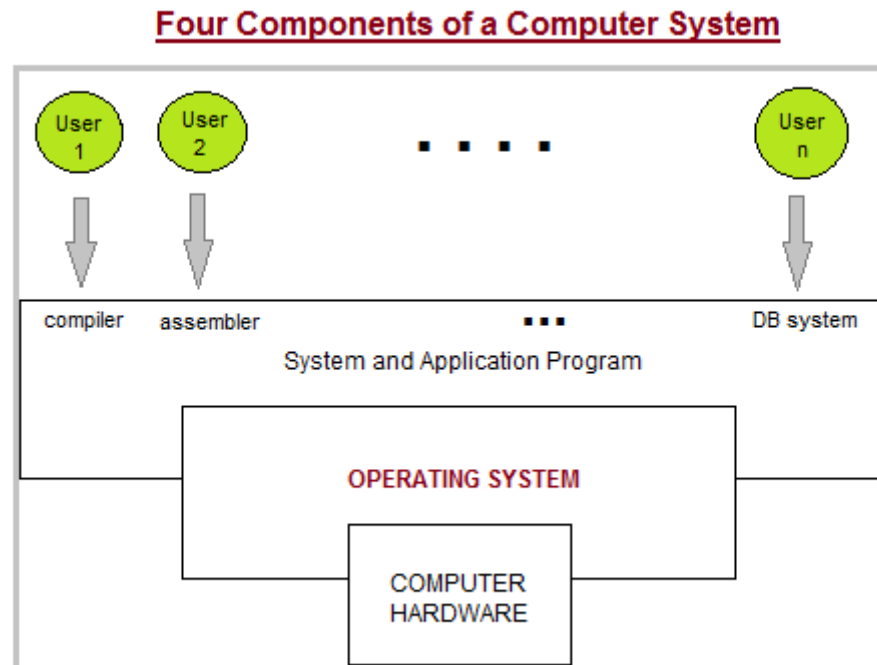 Four Components of a Computer System
User
1
User
2
. . . .
User
n
compiler
assembler
...
DB system
System and Application Program
OPERATING SYSTEM
COMPUTER
HARDWARE